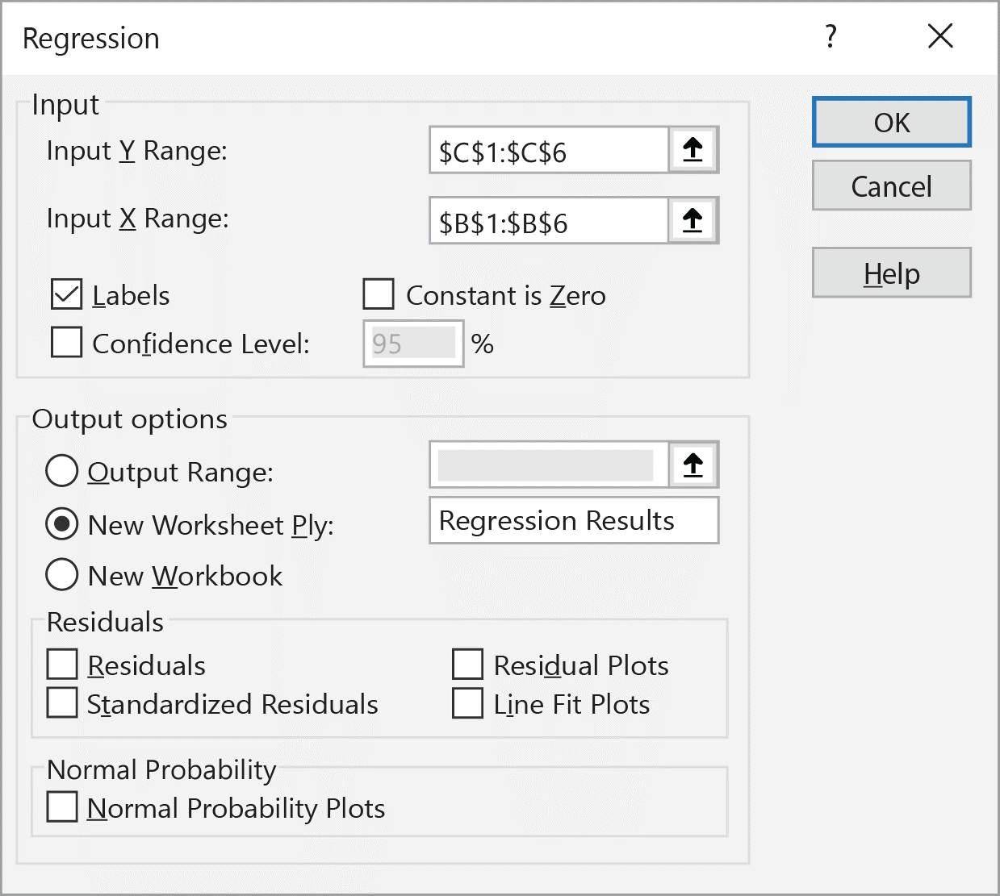 Regression
?
Input
Input Y Range:
$C$1:$C$6
Input X Range:
$B$1:$B$6
Labels
Constant is Zero
Confidence Level:
95
%
OK
Cancel
Help
Output options
Output Range:
New Worksheet Ply:
Regression Results
New Workbook
Residuals
Residuals
Residual Plots
Standardized Residuals
Line Fit Plots
Normal Probability
Normal Probability Plots